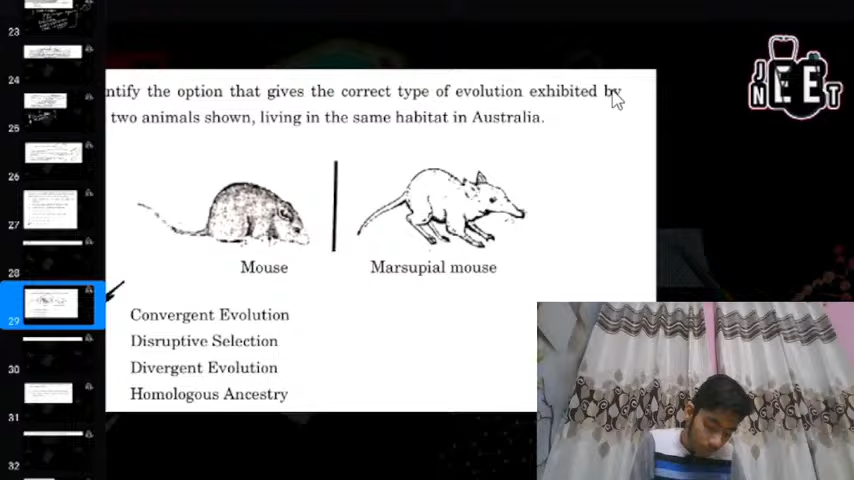 23
24
25
26
27
28
29
30
31
32
ntify the option that gives the correct type of evolution exhibited by
two animals shown, living in the same habitat in Australia.
Mouse
Marsupial mouse
Convergent Evolution
Disruptive Selection
Divergent Evolution
Homologous Ancestry
J
NEET